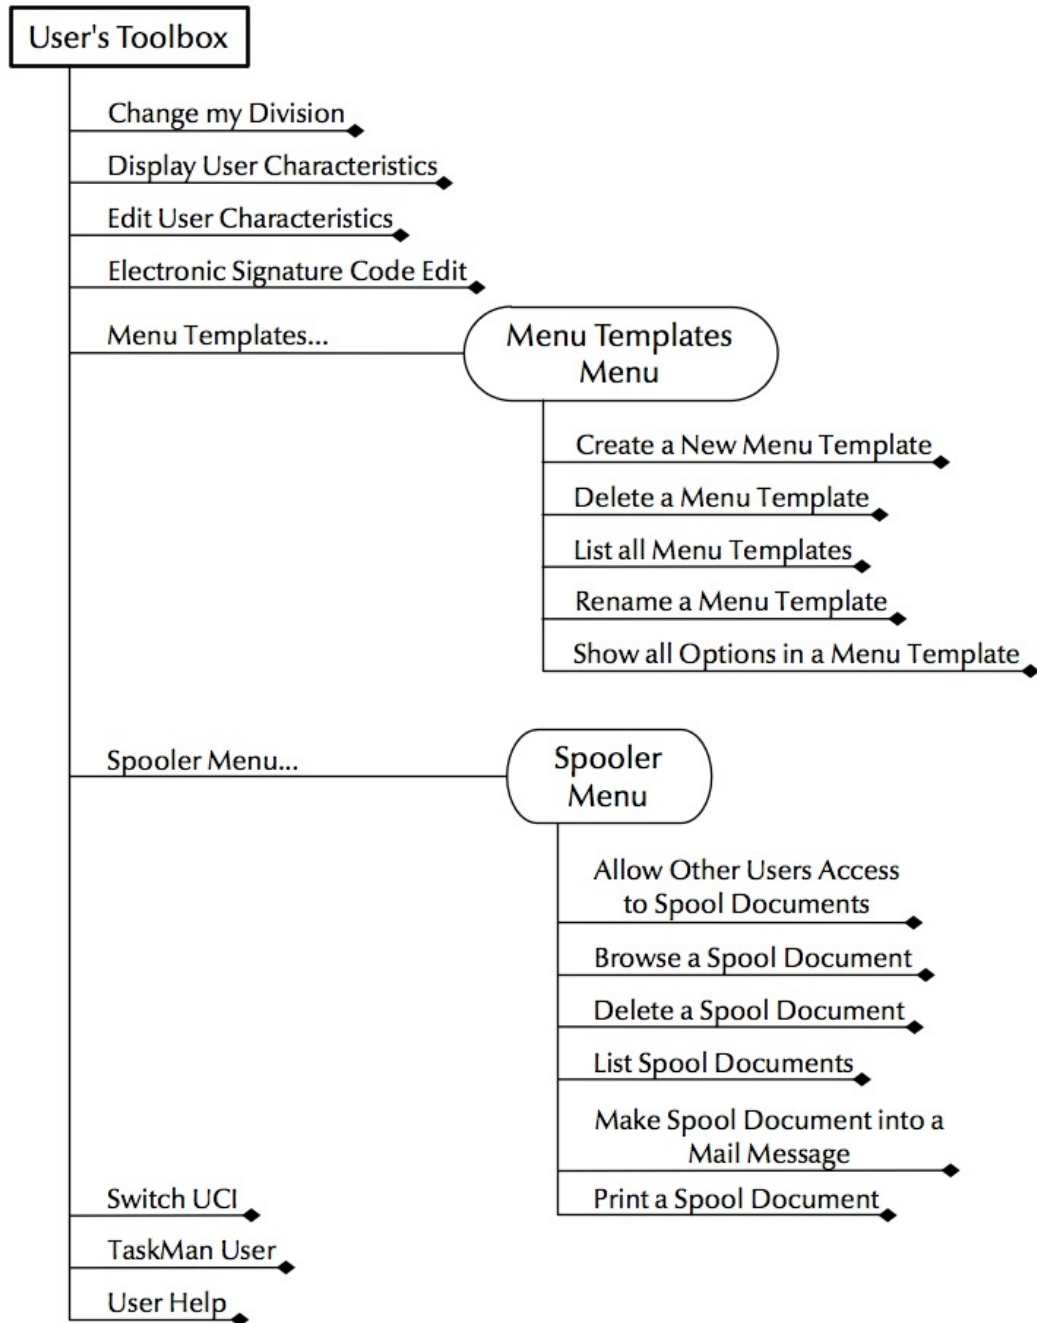 User's Toolbox
Change my Division
Display User Characteristics
Edit User Characteristics
Electronic Signature Code Edit
Menu Templates...
Menu Templates
Menu
Create a New Menu Template
Delete a Menu Template
List all Menu Templates
Rename a Menu Template
Show all Options in a Menu Template
Spooler Menu...
Spooler
Menu
Allow Other Users Access
to Spool Documents
Browse a Spool Document
Delete a Spool Document
List Spool Documents
Make Spool Document into a
Mail Message
Print a Spool Document
Switch UCI
TaskMan User
User Help